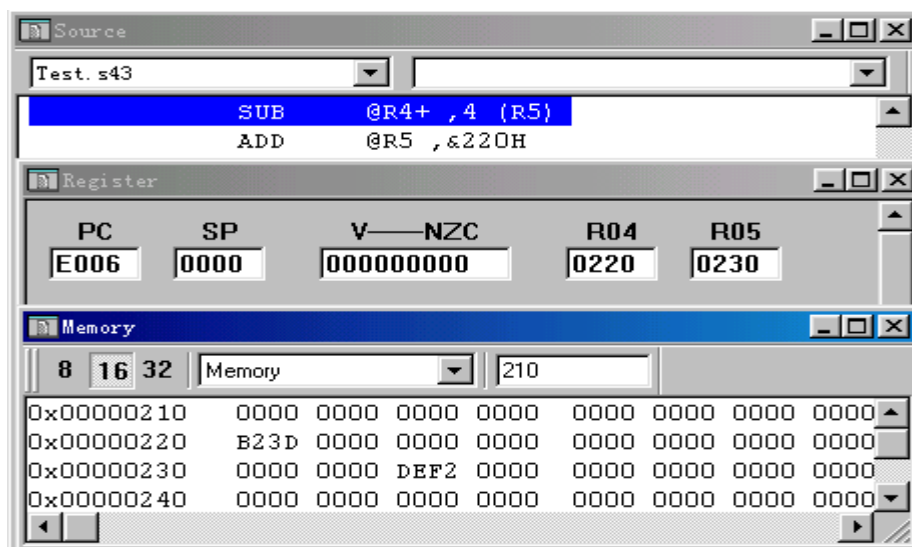 Source
Test. s43
SUB @R4+ ,4 (R5)
ADD @R5 ,&220H
Register
PC SP V——NZC R04 R05
E006 0000 000000000 0220 0230
Memory
8 16 32 Memory 210
0x00000210 0000 0000 0000 0000 0000 0000 0000 0000
0x00000220 B23D 0000 0000 0000 0000 0000 0000 0000
0x00000230 0000 0000 DEF2 0000 0000 0000 0000 0000
0x00000240 0000 0000 0000 0000 0000 0000 0000 0000